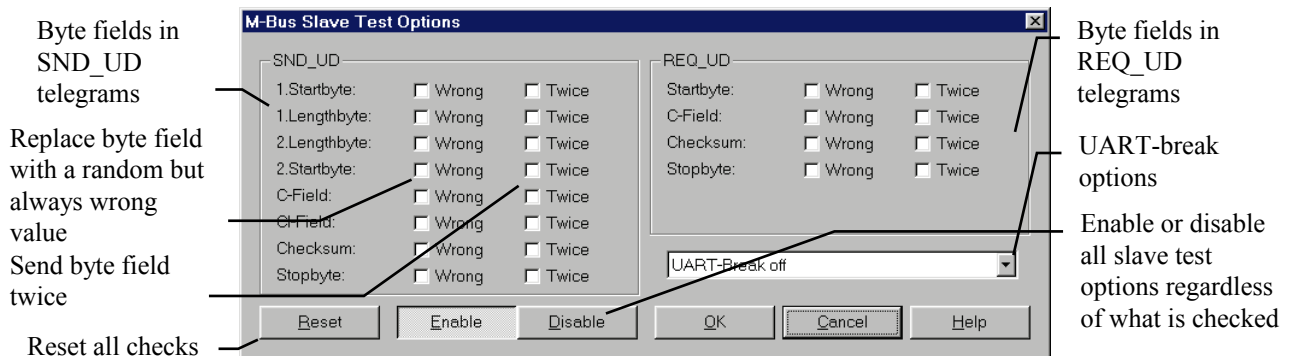 Byte fields in
SND_UD
telegrams
Replace byte field
with a random but
always wrong
value
Send byte field
twice
Reset all checks
M-Bus Slave Test Options
SND_UD
1.Startbyte: Wrong Twice
1.Lengthbyte: Wrong Twice
2.Lengthbyte: Wrong Twice
2.Startbyte: Wrong Twice
C-Field: Wrong Twice
CI-Field: Wrong Twice
Checksum: Wrong Twice
Stopbyte: Wrong Twice
REQ_UD
Startbyte: Wrong Twice
C-Field: Wrong Twice
Checksum: Wrong Twice
Stopbyte: Wrong Twice
UART-Break off
Reset Enable Disable OK Cancel Help
Byte fields in
REQ_UD
telegrams
UART-break
options
Enable or disable
all slave test
options regardless
of what is checked